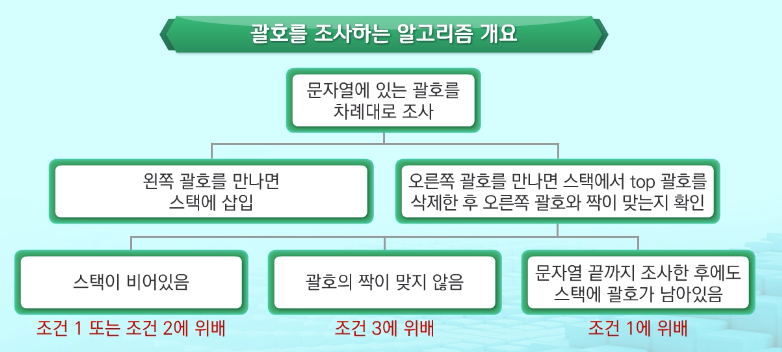 괄호를 조사하는 알고리즘 개요
문자열에 있는 괄호를
차례대로 조사
왼쪽 괄호를 만나면
스택에 삽입
오른쪽 괄호를 만나면 스택에서 top 괄호를
삭제한 후 오른쪽 괄호와 짝이 맞는지 확인
스택이 비어있음
조건 1 또는 조건 2에 위배
괄호의 짝이 맞지 않음
조건 3에 위배
문자열 끝까지 조사한 후에도
스택에 괄호가 남아있음
조건 1에 위배